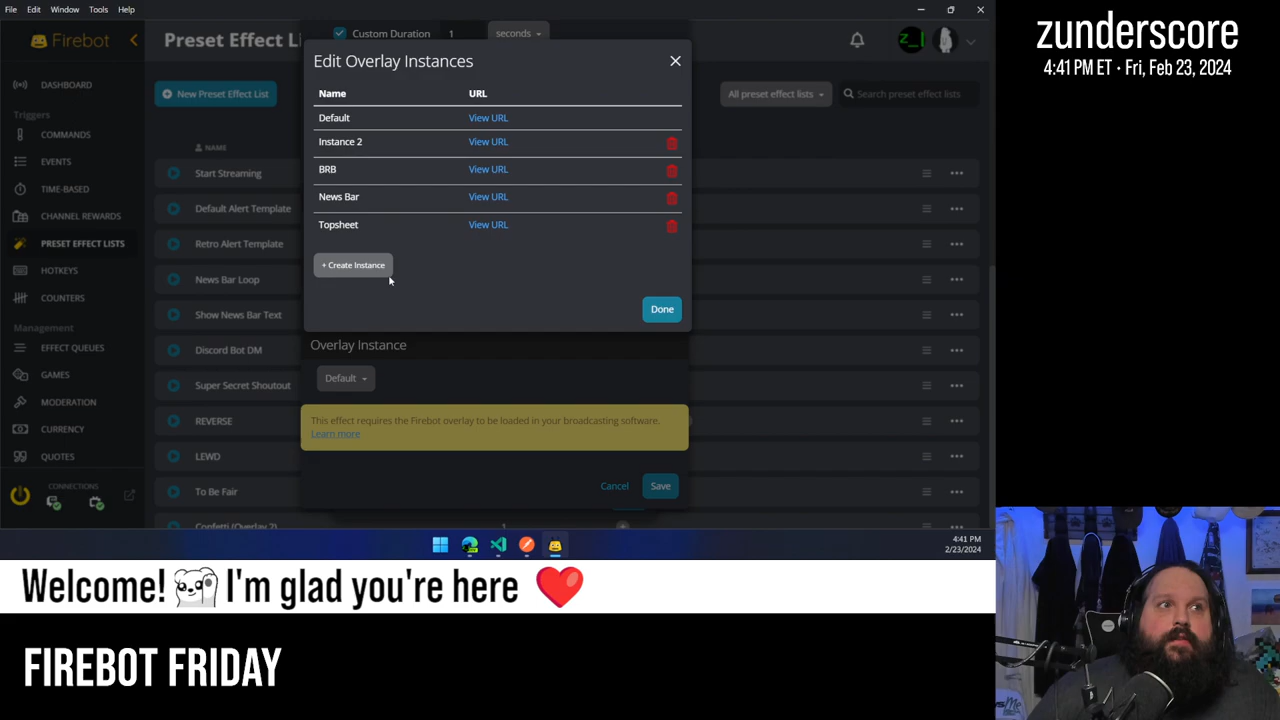 File Edit Window Tools Help
Firebot
DASHBOARD
Triggers
COMMANDS
EVENTS
TIME-BASED
CHANNEL REWARDS
PRESET EFFECT LISTS
HOTKEYS
COUNTERS
Management
EFFECT QUEUES
GAMES
MODERATION
CURRENCY
QUOTES
CONNECTIONS
Preset Effect Li
New Preset Effect List
All preset effect lists
Search preset effect lists
NAME
Start Streaming
Default Alert Template
Retro Alert Template
News Bar Loop
Show News Bar Text
Discord Bot DM
Super Secret Shoutout
REVERSE
LEWD
To Be Fair
Confetti (Overlay 2)
1
Custom Duration 1 seconds
Edit Overlay Instances
Name URL
Default View URL
Instance 2 View URL
BRB View URL
News Bar View URL
Topsheet View URL
+ Create Instance
Done
Overlay Instance
Default
This effect requires the Firebot overlay to be loaded in your broadcasting software.
Learn more
Cancel Save
4:41 PM
2/23/2024
zunderscore
4:41 PM ET · Fri, Feb 23, 2024
Welcome! I'm glad you're here
FIREBOT FRIDAY